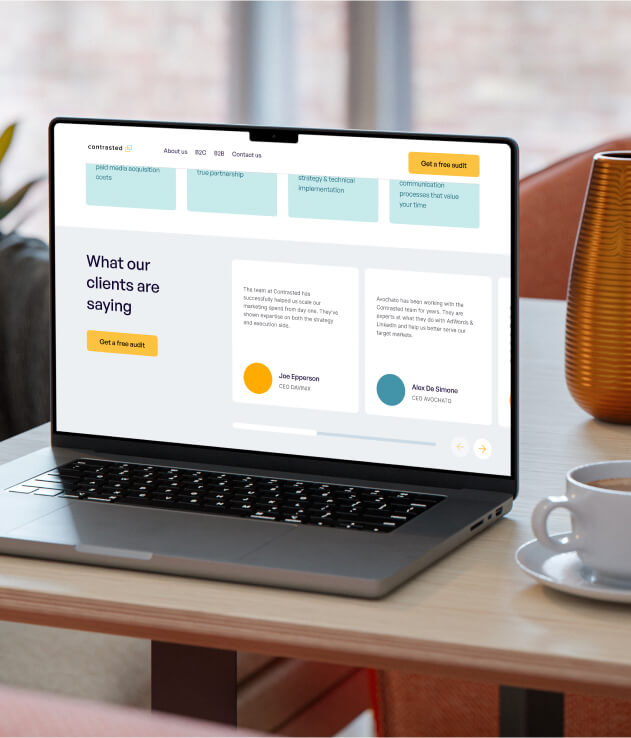 contrasted
About us B2C B2B Contact us
Get a free audit
paid media acquisition
costs
true partnership
strategy & technical
implementation
communication
processes that value
your time
What our
clients are
saying
Get a free audit
The team at Contrasted has
successfully helped us scale our
marketing spend from day one. They've
shown expertise on both the strategy
and execution side.
Joe Epperson
CEO DAVINIX
Avochato has been working with the
Contrasted team for years. They are
experts at what they do with AdWords &
LinkedIn and help us better serve our
target markets.
Alex De Simone
CEO AVOCHATO